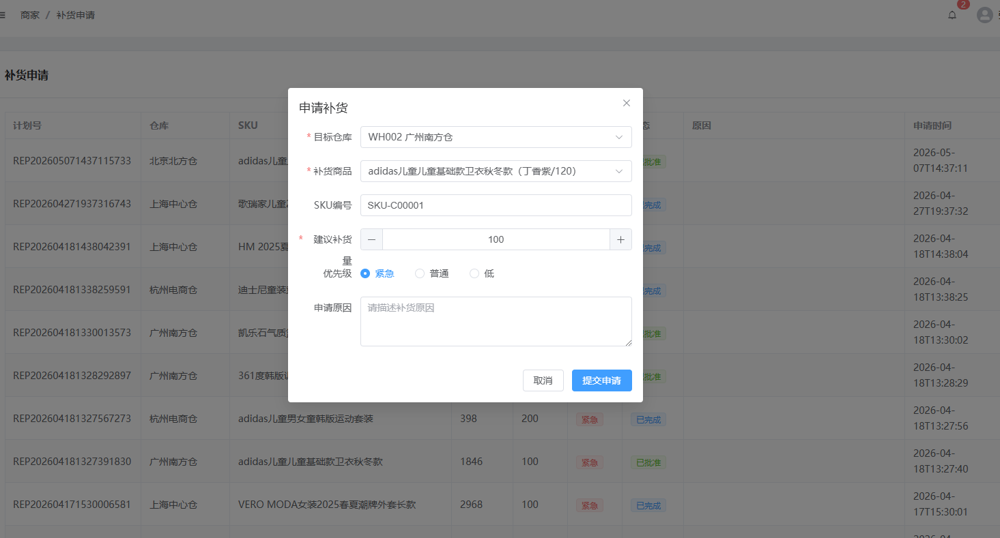 商家 / 补货申请
2
补货申请
计划号 仓库 SKU 原因 申请时间
REP202605071437115733 北京北方仓 adidas儿童 批准 2026-05-07T14:37:11
REP202604271937316743 上海中心仓 歌瑞家儿童 完成 2026-04-27T19:37:32
REP202604181438042391 上海中心仓 HM 2025夏 完成 2026-04-18T14:38:04
REP202604181338259591 杭州电商仓 迪士尼童装 完成 2026-04-18T13:38:25
REP202604181330013573 广州南方仓 凯乐石气质 批准 2026-04-18T13:30:02
REP202604181328292897 广州南方仓 361度韩版 批准 2026-04-18T13:28:29
REP202604181327567273 杭州电商仓 adidas儿童男女童韩版运动套装 398 200 紧急 已完成 2026-04-18T13:27:56
REP202604181327391830 广州南方仓 adidas儿童儿童基础款卫衣秋冬款 1846 100 紧急 已批准 2026-04-18T13:27:40
REP202604171530006581 上海中心仓 VERO MODA女装2025春夏潮牌外套长款 2968 100 紧急 已完成 2026-04-17T15:30:01
申请补货
* 目标仓库 WH002 广州南方仓
* 补货商品 adidas儿童儿童基础款卫衣秋冬款（丁香紫/120）
SKU编号 SKU-C00001
* 建议补货量 100
优先级 紧急 普通 低
申请原因 请描述补货原因
取消 提交申请